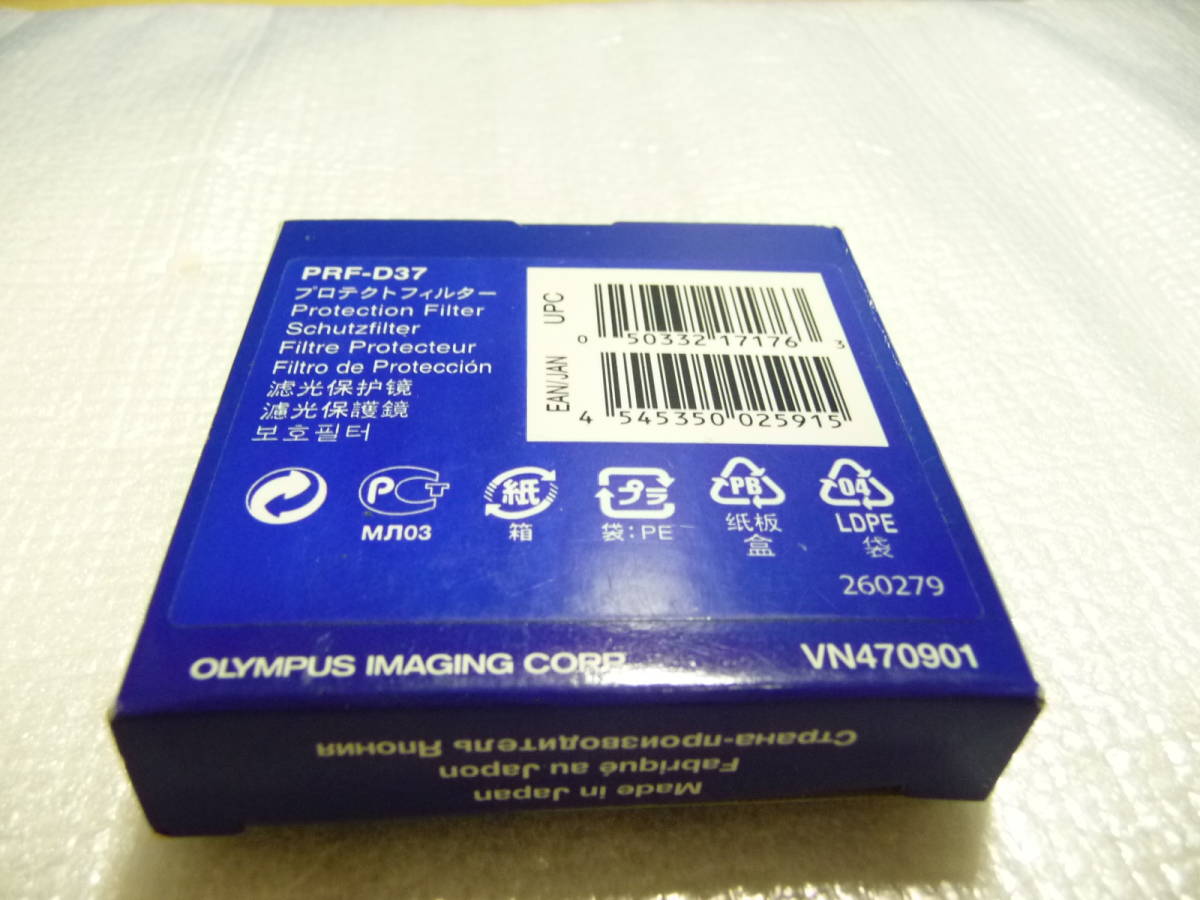 PRF-D37
プロテクトフィルター
Protection Filter
Schutzfilter
Filtre Protecteur
Filtro de Protección
滤光保护镜
濾光保護鏡
보호필터
UPC
0 50332 17176 3
EAN/JAN
4 545350 025915
PCT
МЛ03
紙
箱
プラ
袋:PE
PB
纸板
盒
04
LDPE
袋
260279
OLYMPUS IMAGING CORP.
VN470901
Made in Japan
Fabriqué au Japon
Страна-производитель Япония